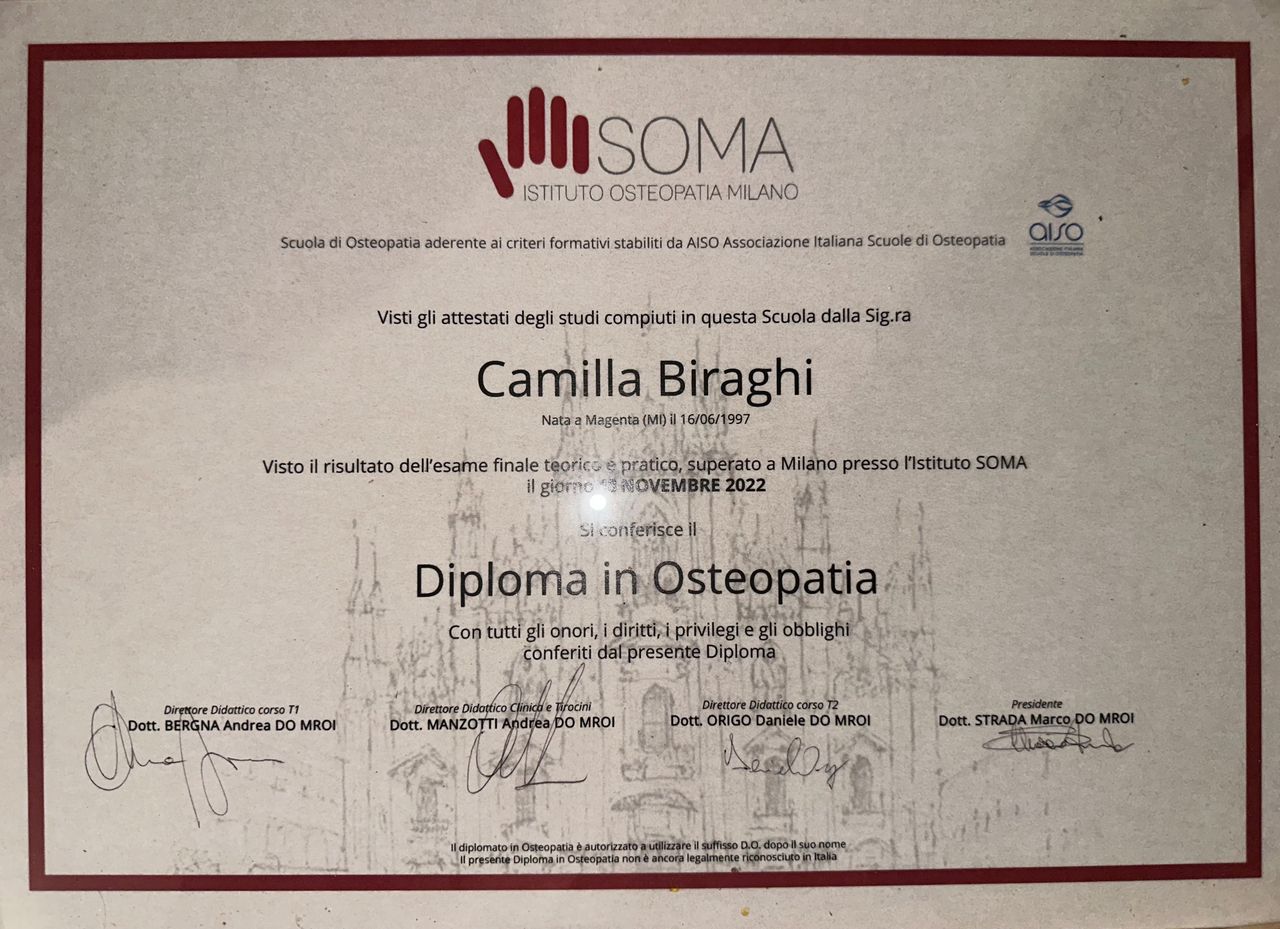 SOMA
ISTITUTO OSTEOPATIA MILANO
Scuola di Osteopatia aderente ai criteri formativi stabiliti da AISO Associazione Italiana Scuole di Osteopatia
aiso
ASSOCIAZIONE ITALIANA
SCUOLE DI OSTEOPATIA
Visti gli attestati degli studi compiuti in questa Scuola dalla Sig.ra
Camilla Biraghi
Nata a Magenta (MI) il 16/06/1997
Visto il risultato dell'esame finale teorico e pratico, superato a Milano presso l'Istituto SOMA
il giorno NOVEMBRE 2022
Si conferisce il
Diploma in Osteopatia
Con tutti gli onori, i diritti, i privilegi e gli obblighi
conferiti dal presente Diploma
Direttore Didattico corso T1
Dott. BERGNA Andrea DO MROI
Direttore Didattico Clinica e Tirocini
Dott. MANZOTTI Andrea DO MROI
Direttore Didattico corso T2
Dott. ORIGO Daniele DO MROI
Presidente
Dott. STRADA Marco DO MROI
Il diplomato in Osteopatia è autorizzato a utilizzare il suffisso D.O. dopo il suo nome
Il presente Diploma in Osteopatia non è ancora legalmente riconosciuto in Italia